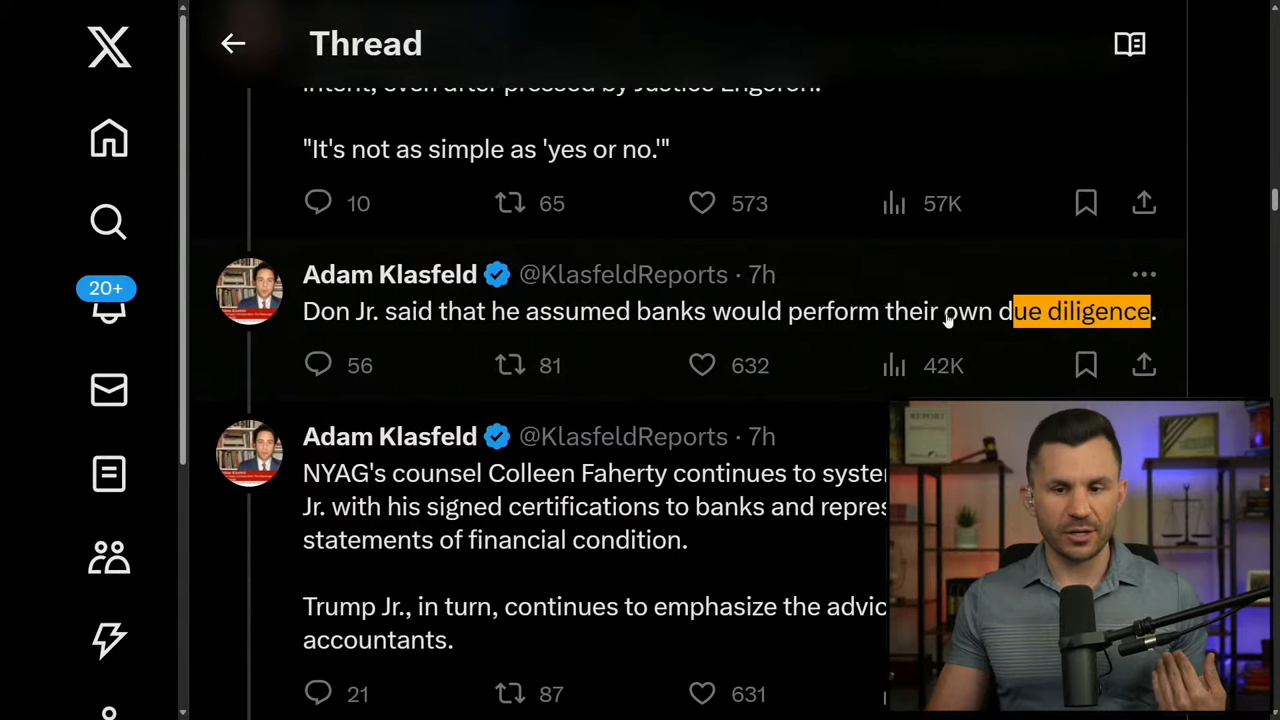 Thread
intent, even after pressed by Justice Engoron.
"It's not as simple as 'yes or no.'"
10 65 573 57K
Adam Klasfeld @KlasfeldReports · 7h
Don Jr. said that he assumed banks would perform their own due diligence.
20+
56 81 632 42K
Adam Klasfeld @KlasfeldReports · 7h
NYAG's counsel Colleen Faherty continues to
Jr. with his signed certifications to banks and
statements of financial condition.
Trump Jr., in turn, continues to emphasize the
accountants.
21 87 631
REPORT